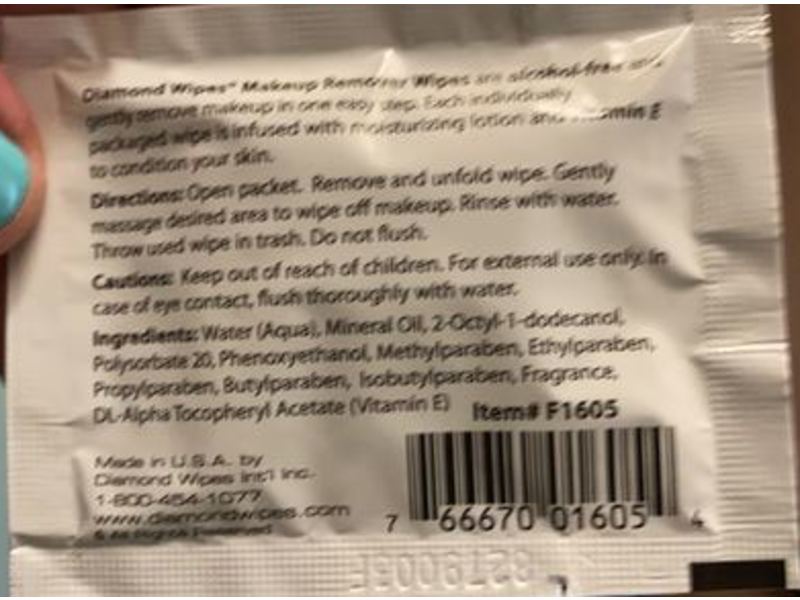 Diamond Wipes® Makeup Remover Wipes are alcohol-free and
gently remove makeup in one easy step. Each individually
packaged wipe is infused with moisturizing lotion and Vitamin E
to condition your skin.
Directions: Open packet. Remove and unfold wipe. Gently
massage desired area to wipe off makeup. Rinse with water.
Throw used wipe in trash. Do not flush.
Cautions: Keep out of reach of children. For external use only. In
case of eye contact, flush thoroughly with water.
Ingredients: Water (Aqua), Mineral Oil, 2-Octyl-1-dodecanol,
Polysorbate 20, Phenoxyethanol, Methylparaben, Ethylparaben,
Propylparaben, Butylparaben, Isobutylparaben, Fragrance,
DL-Alpha Tocopheryl Acetate (Vitamin E)
Item# F1605
Made in U.S.A. by
Diamond Wipes Int'l Inc.
1-800-454-1077
www.diamondwipes.com
© All Rights Reserved
7 66670 01605 4